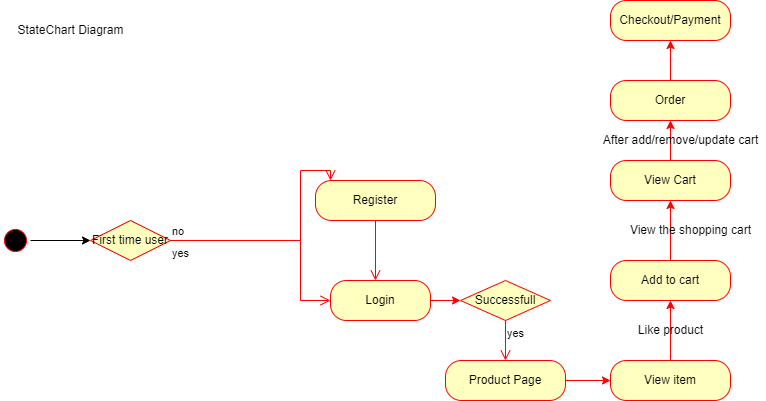 StateChart Diagram
Checkout/Payment
Order
After add/remove/update cart
View Cart
View the shopping cart
Add to cart
Like product
View item
Register
First time user
no
yes
Login
Successfull
yes
Product Page